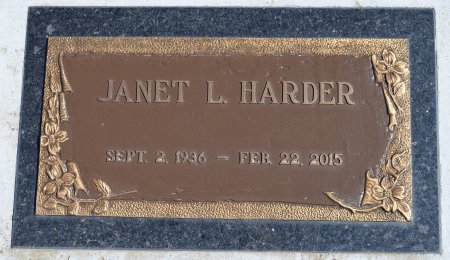 JANET L. HARDER
SEPT. 2, 1936 – FEB. 22, 2015